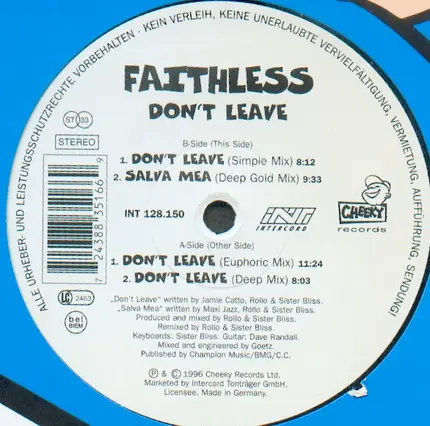 ALLE URHEBER- UND LEISTUNGSSCHUTZRECHTE VORBEHALTEN · KEIN VERLEIH, KEINE UNERLAUBTE VERVIELFÄLTIGUNG, VERMIETUNG, AUFFÜHRUNG, SENDUNG!
FAITHLESS
DON'T LEAVE
ST 33
STEREO
B-Side (This Side)
1. DON'T LEAVE (Simple Mix) 8:12
2. SALVA MEA (Deep Gold Mix) 9:33
7 24388 35166 9
INT 128.150
INT
INTERCORD
CHEEKY
records
A-Side (Other Side)
1. DON'T LEAVE (Euphoric Mix) 11:24
2. DON'T LEAVE (Deep Mix) 8:03
LC 2463
bel
BIEM
„Don't Leave" written by Jamie Catto, Rollo & Sister Bliss.
„Salva Mea" written by Maxi Jazz, Rollo & Sister Bliss.
Produced and mixed by Rollo & Sister Bliss.
Remixed by Rollo & Sister Bliss.
Keyboards: Sister Bliss. Guitar: Dave Randall.
Mixed and engineered by Goetz.
Published by Champion Music/BMG/C.C.
℗ & © 1996 Cheeky Records Ltd.
Marketed by Intercord Tonträger GmbH,
Licensee. Made in Germany.